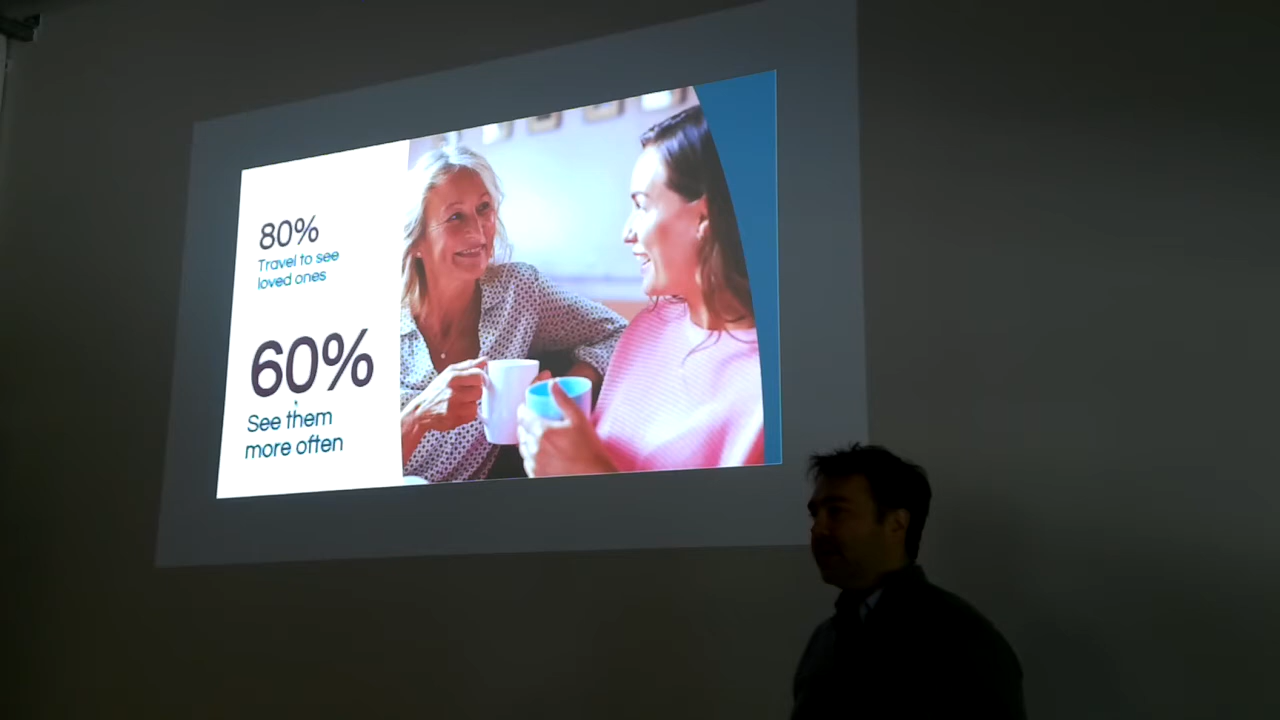 80%
Travel to see
loved ones
60%
See them
more often